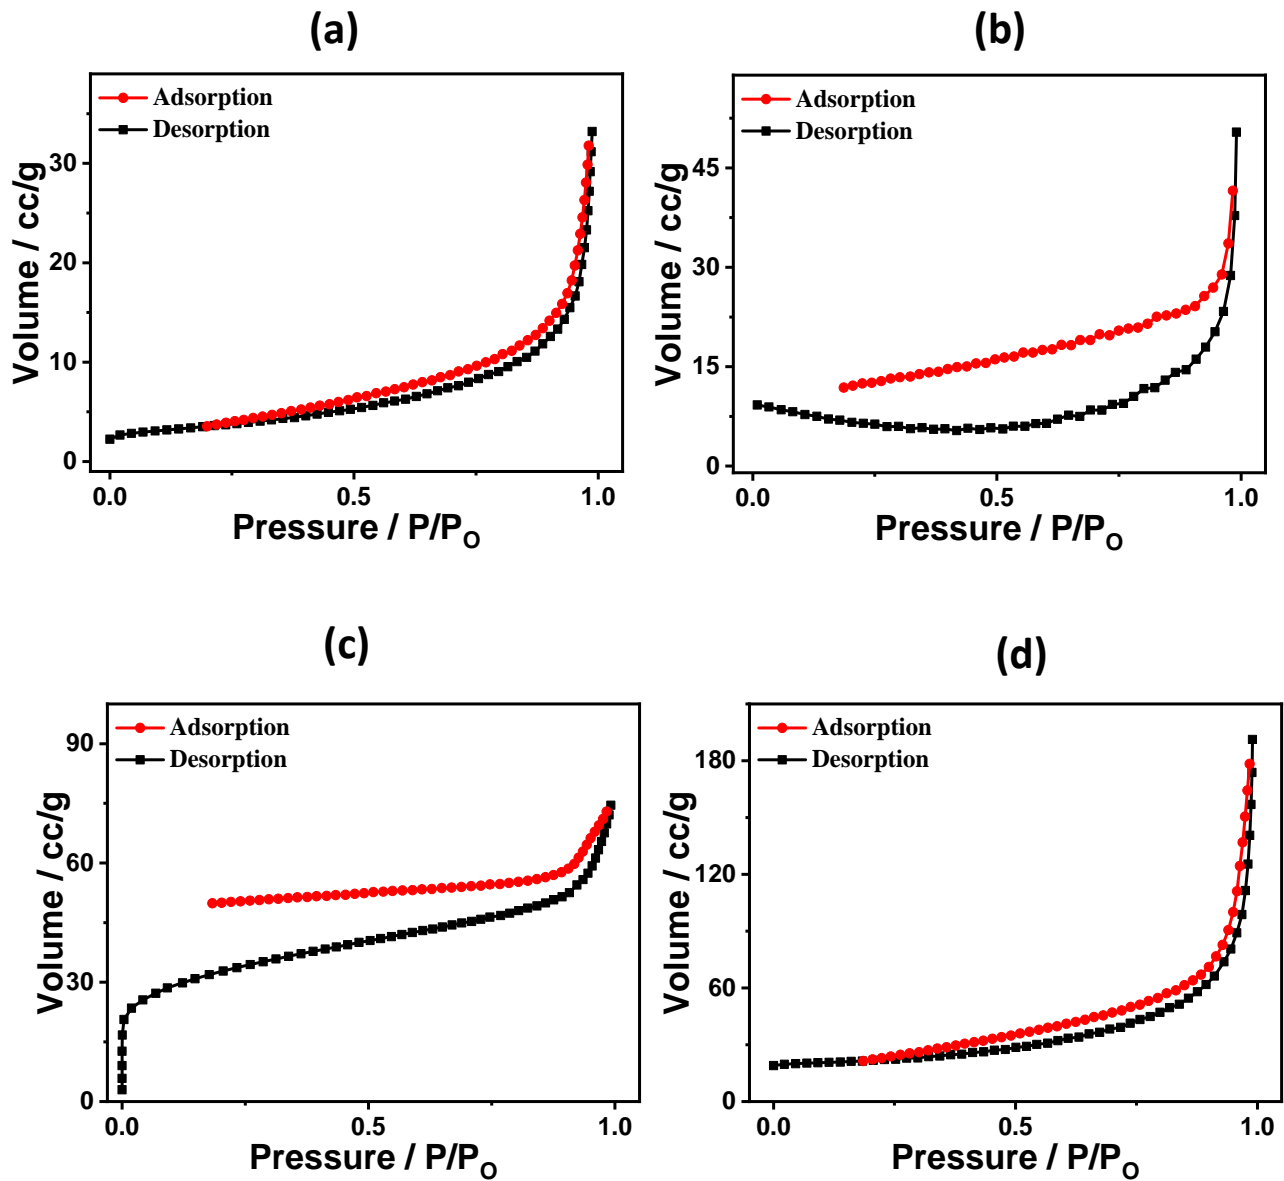 (a)
Adsorption
Desorption
Volume / cc/g
30
20
10
0
0.0
0.5
1.0
Pressure / P/PO
(b)
Adsorption
Desorption
Volume / cc/g
45
30
15
0
0.0
0.5
1.0
Pressure / P/PO
(c)
Adsorption
Desorption
Volume / cc/g
90
60
30
0
0.0
0.5
1.0
Pressure / P/PO
(d)
Adsorption
Desorption
Volume / cc/g
180
120
60
0
0.0
0.5
1.0
Pressure / P/PO